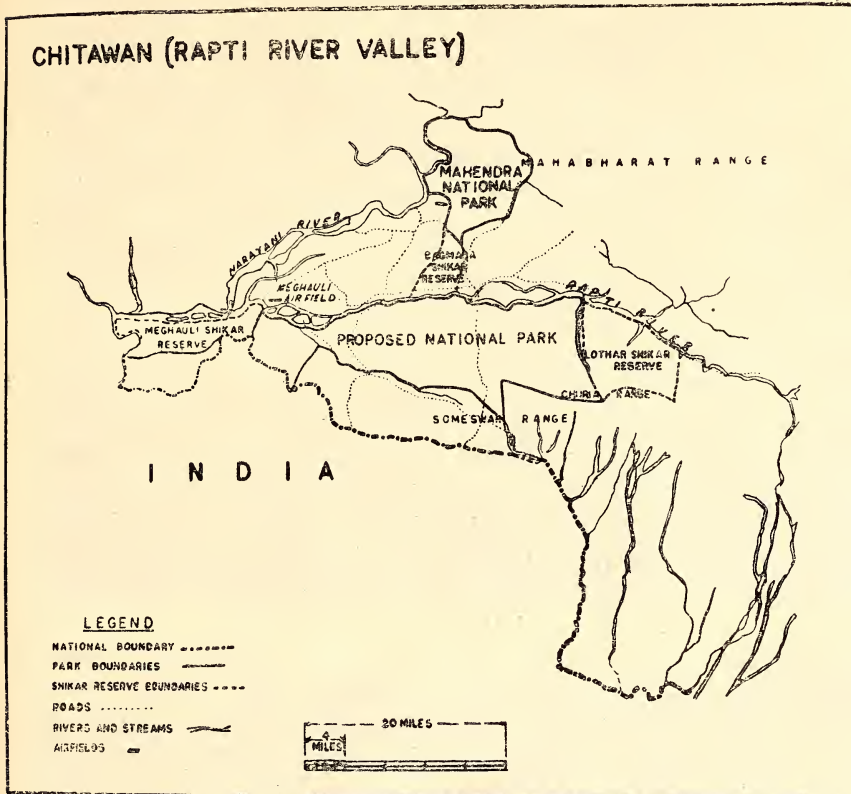 CHITAWAN (RAPTI RIVER VALLEY)
MAHABHARAT RANGE
MAHENDRA
NATIONAL
PARK
NARAYANI RIVER
SHIKAR
RESERVE
MEGHAULI
AIRFIELD
RAPTI RIVER
MEGHAULI SHIKAR
RESERVE
PROPOSED NATIONAL PARK
LOTHAR SHIKAR
RESERVE
CHURIA RANGE
SOMESWAR RANGE
INDIA
LEGEND
NATIONAL BOUNDARY
PARK BOUNDARIES
SHIKAR RESERVE BOUNDARIES
ROADS
RIVERS AND STREAMS
AIRFIELDS
20 MILES
4
MILES